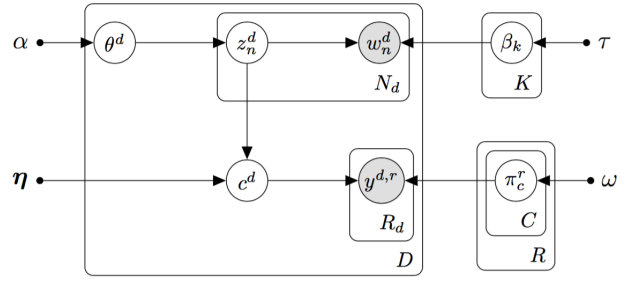 α θ^d z_n^d w_n^d β_k τ
N_d K
η c^d y^{d,r} π_c^r ω
R_d C
D R